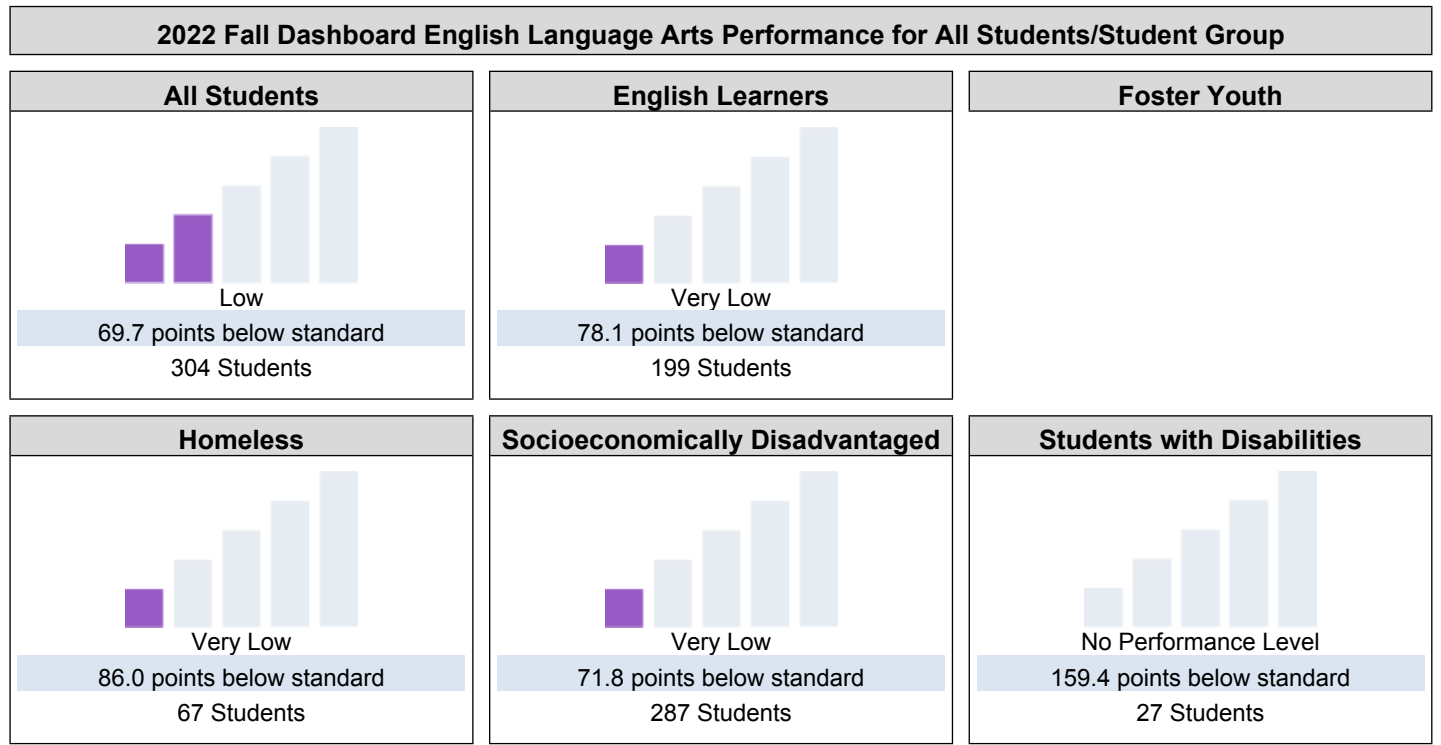 2022 Fall Dashboard English Language Arts Performance for All Students/Student Group
All Students
Low
69.7 points below standard
304 Students
English Learners
Very Low
78.1 points below standard
199 Students
Foster Youth
Homeless
Very Low
86.0 points below standard
67 Students
Socioeconomically Disadvantaged
Very Low
71.8 points below standard
287 Students
Students with Disabilities
No Performance Level
159.4 points below standard
27 Students